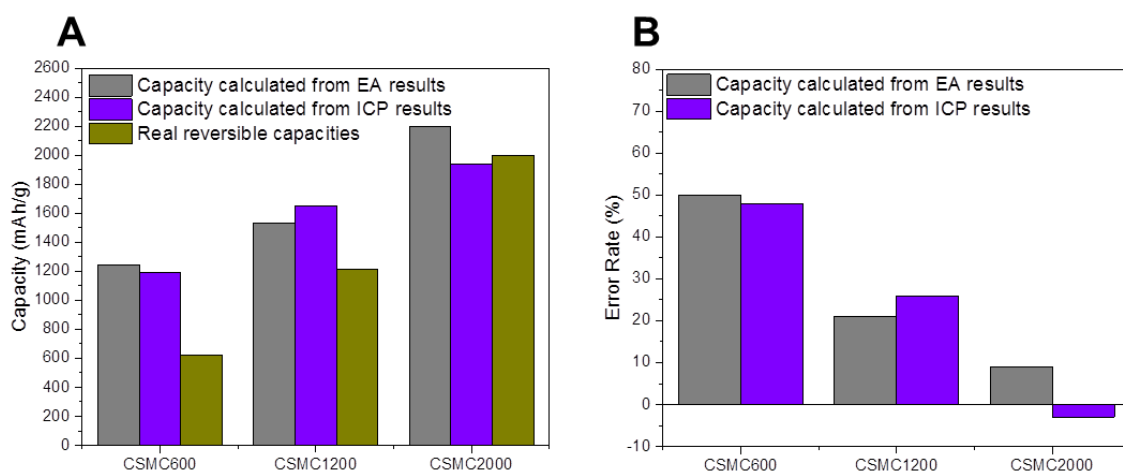 A
2600
2400
2200
2000
1800
1600
1400
1200
1000
800
600
400
200
0
Capacity (mAh/g)
Capacity calculated from EA results
Capacity calculated from ICP results
Real reversible capacities
CSMC600 CSMC1200 CSMC2000
B
80
70
60
50
40
30
20
10
0
-10
Error Rate (%)
Capacity calculated from EA results
Capacity calculated from ICP results
CSMC600 CSMC1200 CSMC2000